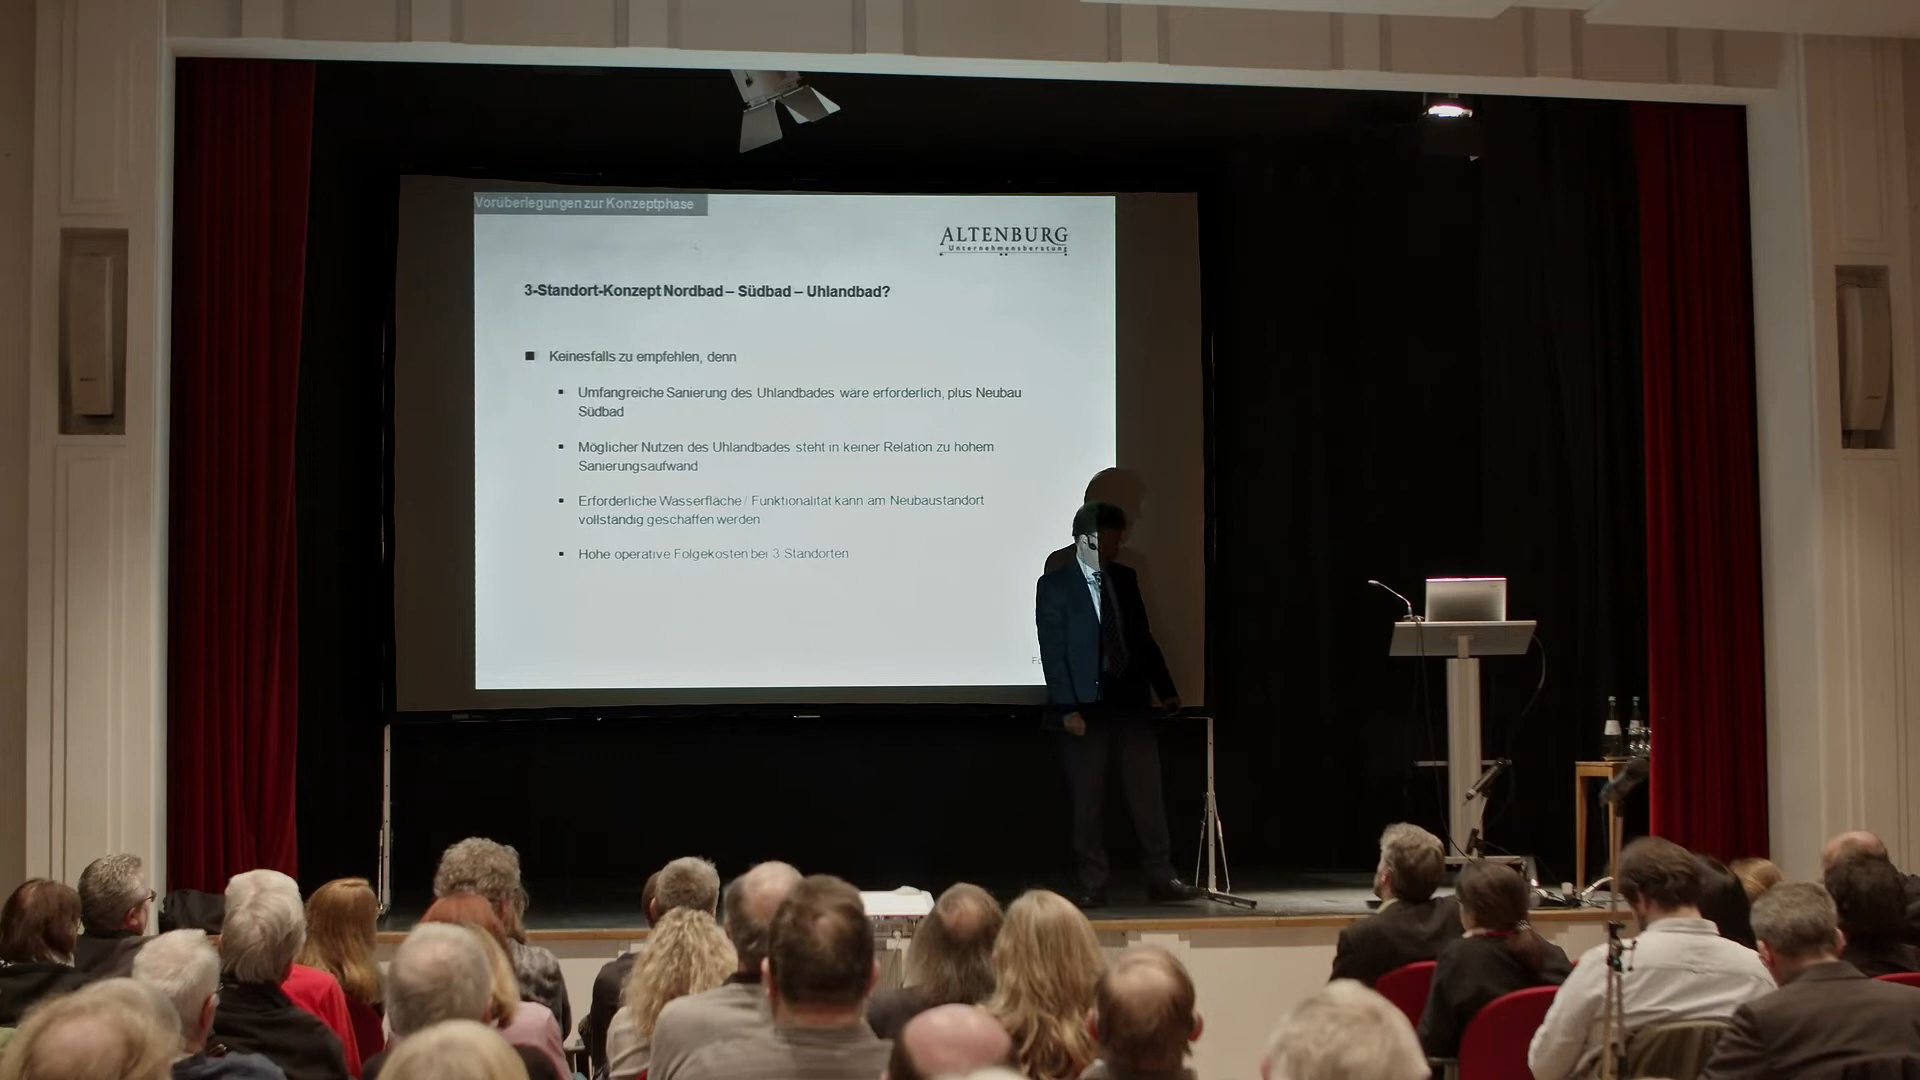 Vorüberlegungen zur Konzeptphase
ALTENBURG
Unternehmensberatung
3-Standort-Konzept Nordbad – Südbad – Uhlandbad?
Keinesfalls zu empfehlen, denn
Umfangreiche Sanierung des Uhlandbades wäre erforderlich, plus Neubau
Südbad
Möglicher Nutzen des Uhlandbades steht in keiner Relation zu hohem
Sanierungsaufwand
Erforderliche Wasserfläche / Funktionalität kann am Neubaustandort
vollständig geschaffen werden
Hohe operative Folgekosten bei 3 Standorten